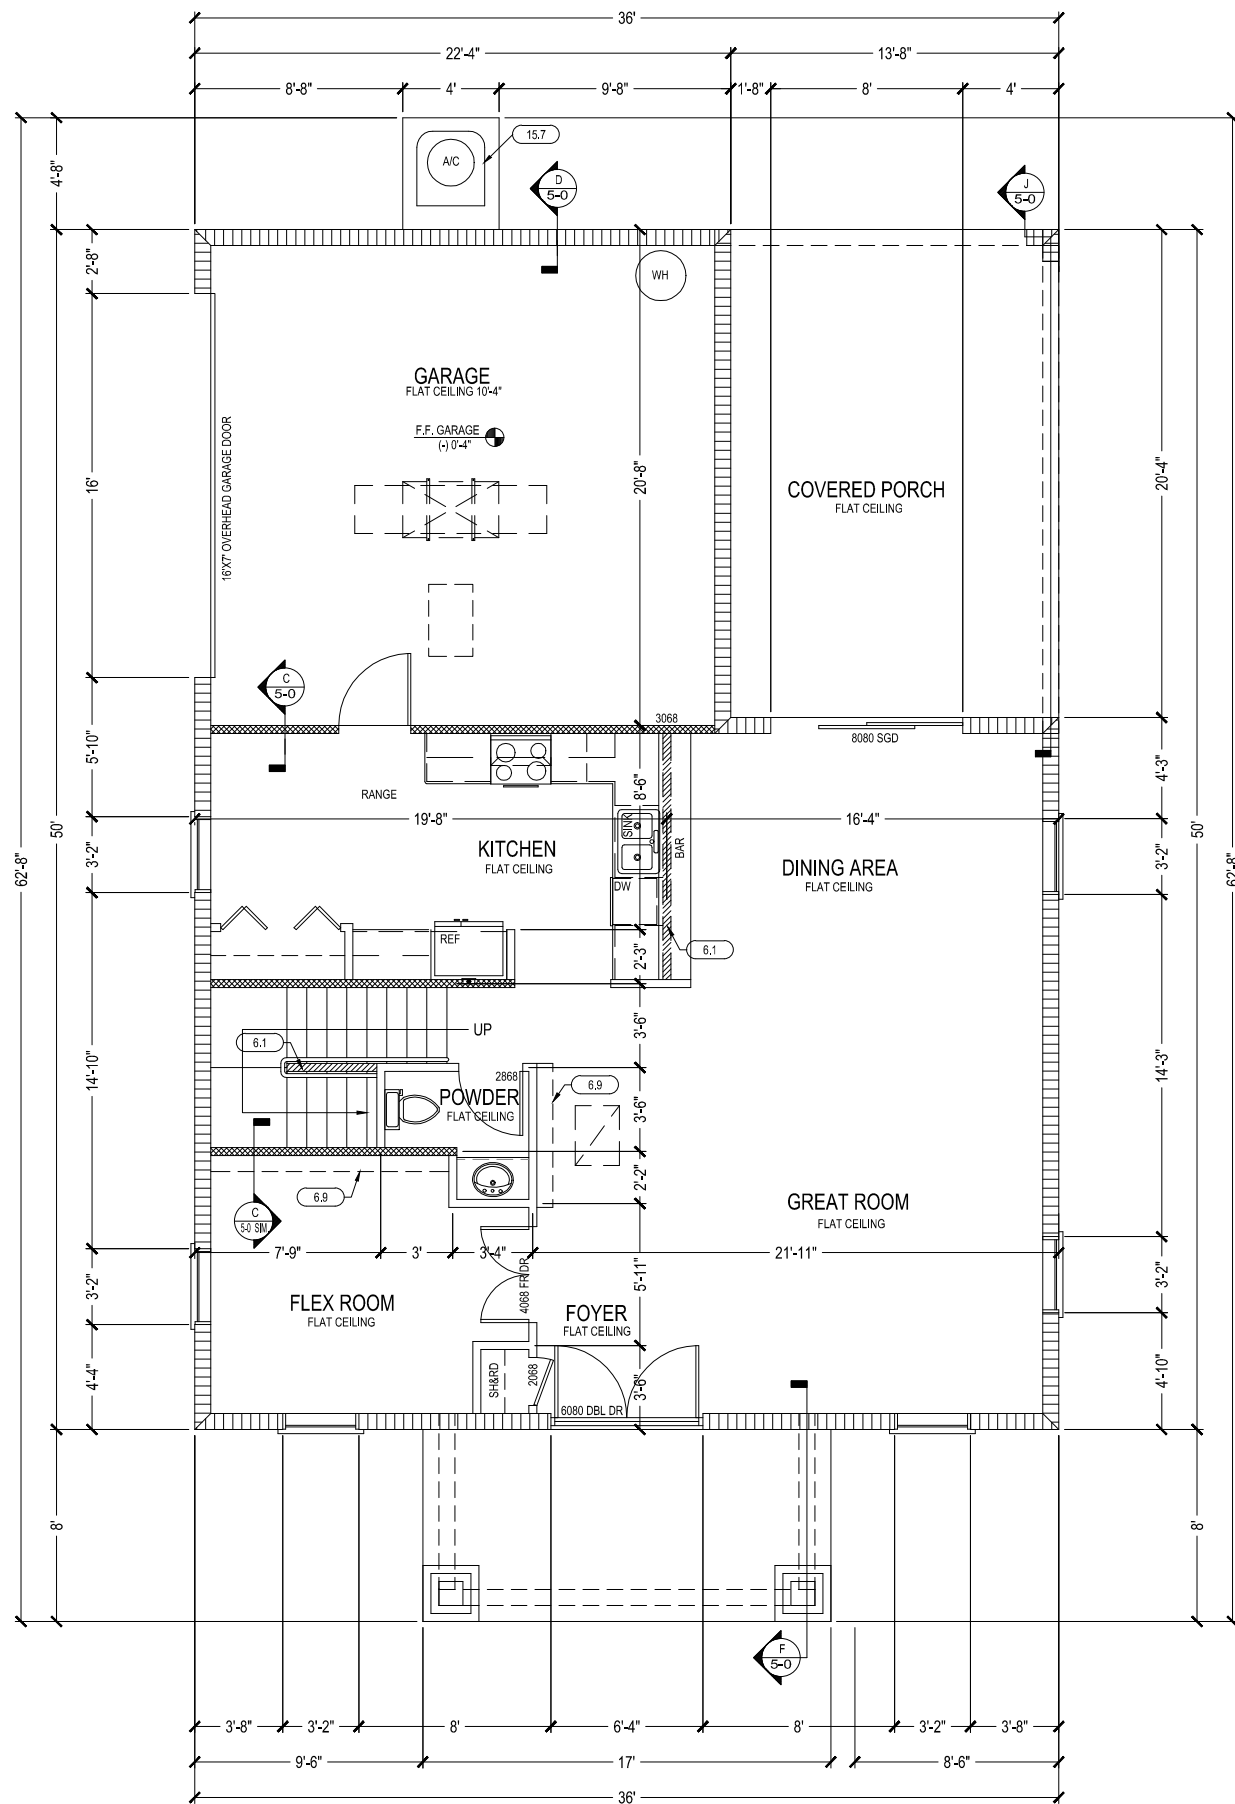 36'
22'-4"
13'-8"
8'-8"
4'
9'-8"
1'-8"
8'
4'
15.7
A/C
4'-8"
D
5-0
J
5-0
2'-8"
WH
GARAGE
FLAT CEILING 10'-4"
F.F. GARAGE
(-) 0'-4"
16'X7' OVERHEAD GARAGE DOOR
16'
20'-8"
20'-4"
COVERED PORCH
FLAT CEILING
C
5-0
3068
8080 SGD
5'-10"
4'-3"
8'-6"
RANGE
19'-8"
16'-4"
SINK
BAR
KITCHEN
FLAT CEILING
DINING AREA
FLAT CEILING
50'
50'
62'-8"
62'-8"
3'-2"
3'-2"
DW
REF
6.1
2'-3"
UP
6.1
3'-6"
14'-10"
14'-3"
2868
POWDER
FLAT CEILING
6.9
3'-6"
6.9
2'-2"
C
5-0 SIM
GREAT ROOM
FLAT CEILING
7'-9"
3'
3'-4"
21'-11"
5'-11"
3'-2"
3'-2"
4068 FR DR
FLEX ROOM
FLAT CEILING
FOYER
FLAT CEILING
4'-4"
4'-10"
SH&RD
2068
3'-6"
6080 DBL DR
8'
8'
F
5-0
3'-8"
3'-2"
8'
6'-4"
8'
3'-2"
3'-8"
9'-6"
17'
8'-6"
36'